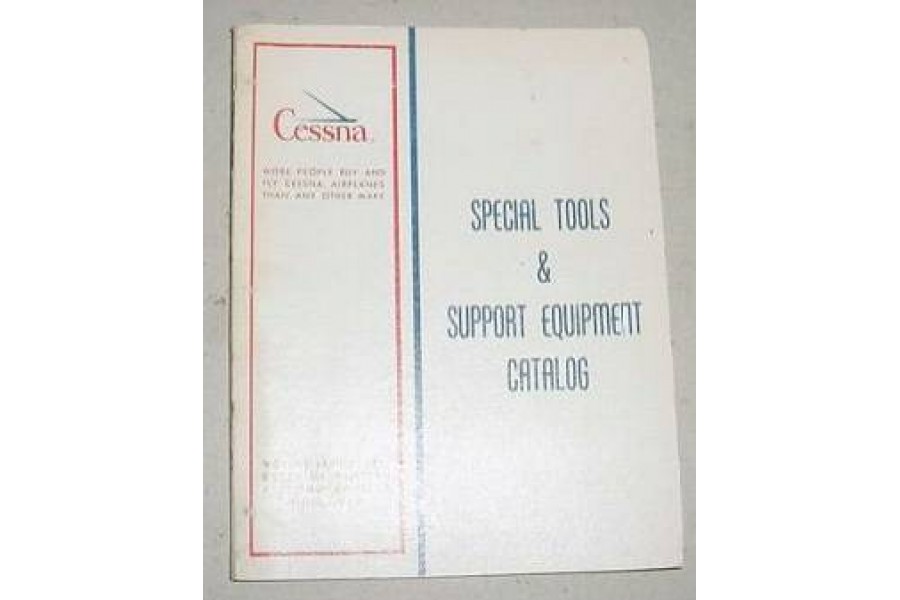 Cessna
MORE PEOPLE BUY AND
FLY CESSNA AIRPLANES
THAN ANY OTHER MAKE
SPECIAL TOOLS
&
SUPPORT EQUIPMENT
CATALOG